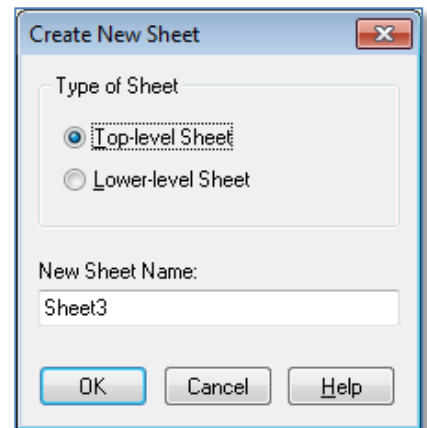 Create New Sheet
Type of Sheet
Top-level Sheet
Lower-level Sheet
New Sheet Name:
Sheet3
OK Cancel Help